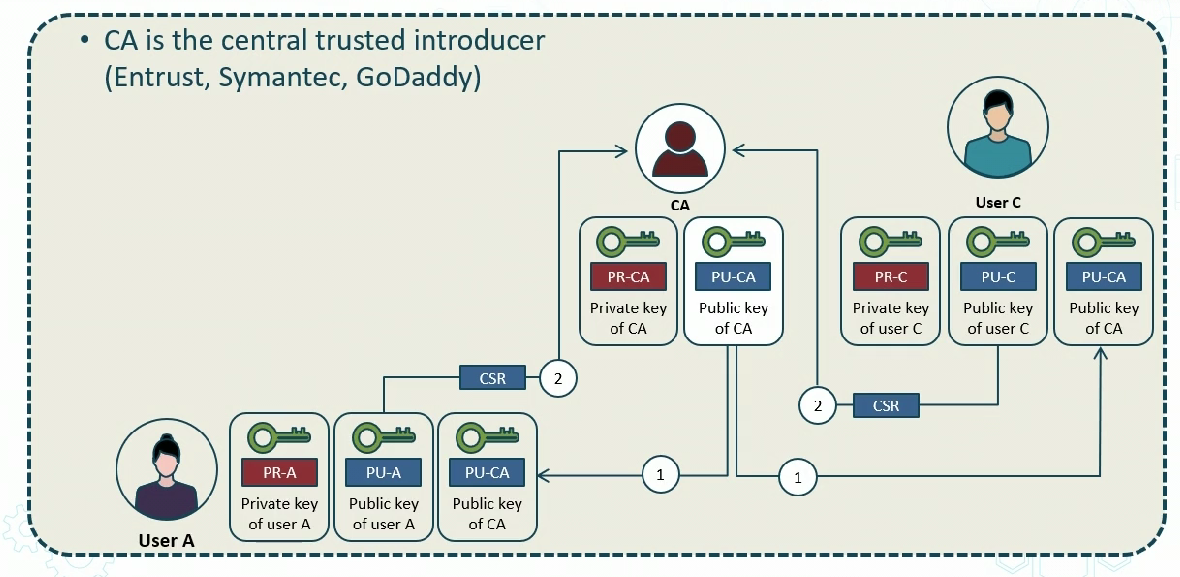 • CA is the central trusted introducer
(Entrust, Symantec, GoDaddy)
CA
User C
PR-CA
Private key
of CA
PU-CA
Public key
of CA
PR-C
Private key
of user C
PU-C
Public key
of user C
PU-CA
Public key
of CA
CSR
2
2
CSR
1
1
User A
PR-A
Private key
of user A
PU-A
Public key
of user A
PU-CA
Public key
of CA